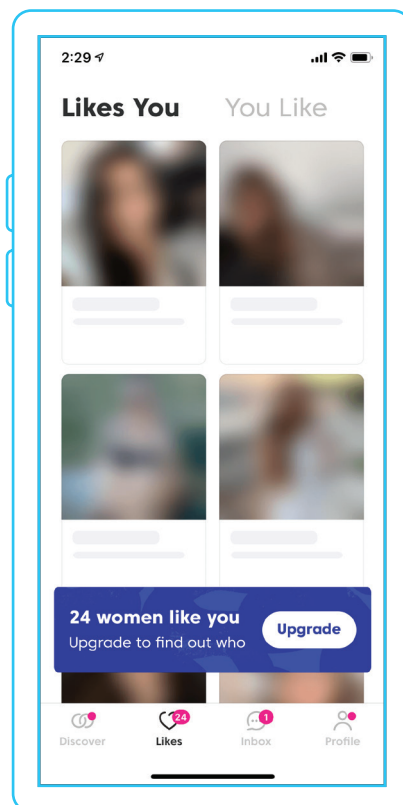 2:29
Likes You You Like
24 women like you
Upgrade to find out who
Upgrade
24
1
Discover Likes Inbox Profile